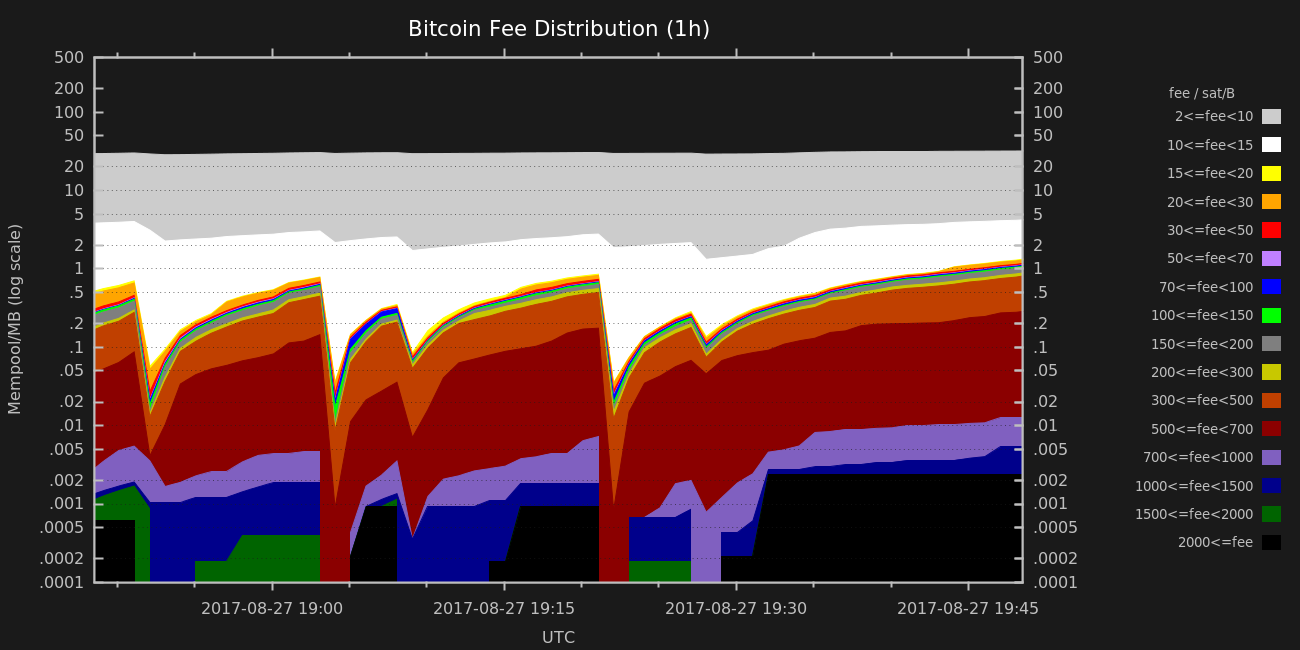 Bitcoin Fee Distribution (1h)
500 500
200 200
100 100
50 50
20 20
10 10
5 5
2 2
1 1
.5 .5
.2 .2
.1 .1
.05 .05
.02 .02
.01 .01
.005 .005
.002 .002
.001 .001
.0005 .0005
.0002 .0002
.0001 .0001
Mempool/MB (log scale)
2017-08-27 19:00 2017-08-27 19:15 2017-08-27 19:30 2017-08-27 19:45
UTC
fee / sat/B
2<=fee<10
10<=fee<15
15<=fee<20
20<=fee<30
30<=fee<50
50<=fee<70
70<=fee<100
100<=fee<150
150<=fee<200
200<=fee<300
300<=fee<500
500<=fee<700
700<=fee<1000
1000<=fee<1500
1500<=fee<2000
2000<=fee